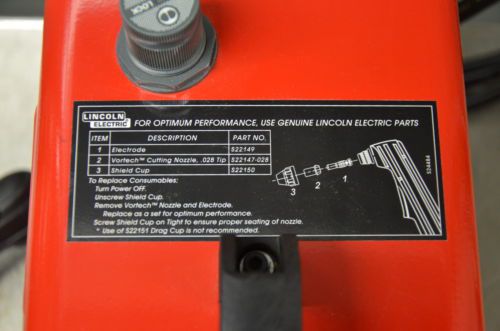 LOCK
LINCOLN
ELECTRIC
FOR OPTIMUM PERFORMANCE, USE GENUINE LINCOLN ELECTRIC PARTS
ITEM DESCRIPTION PART NO.
1 Electrode S22149
2 Vortech™ Cutting Nozzle, .028 Tip S22147-028
3 Shield Cup S22150
3 2 1
S24484
To Replace Consumables:
Turn Power OFF.
Unscrew Shield Cup.
Remove Vortech™ Nozzle and Electrode.
Replace as a set for optimum performance.
Screw Shield Cup on Tight to ensure proper seating of nozzle.
* Use of S22151 Drag Cup is not recommended.